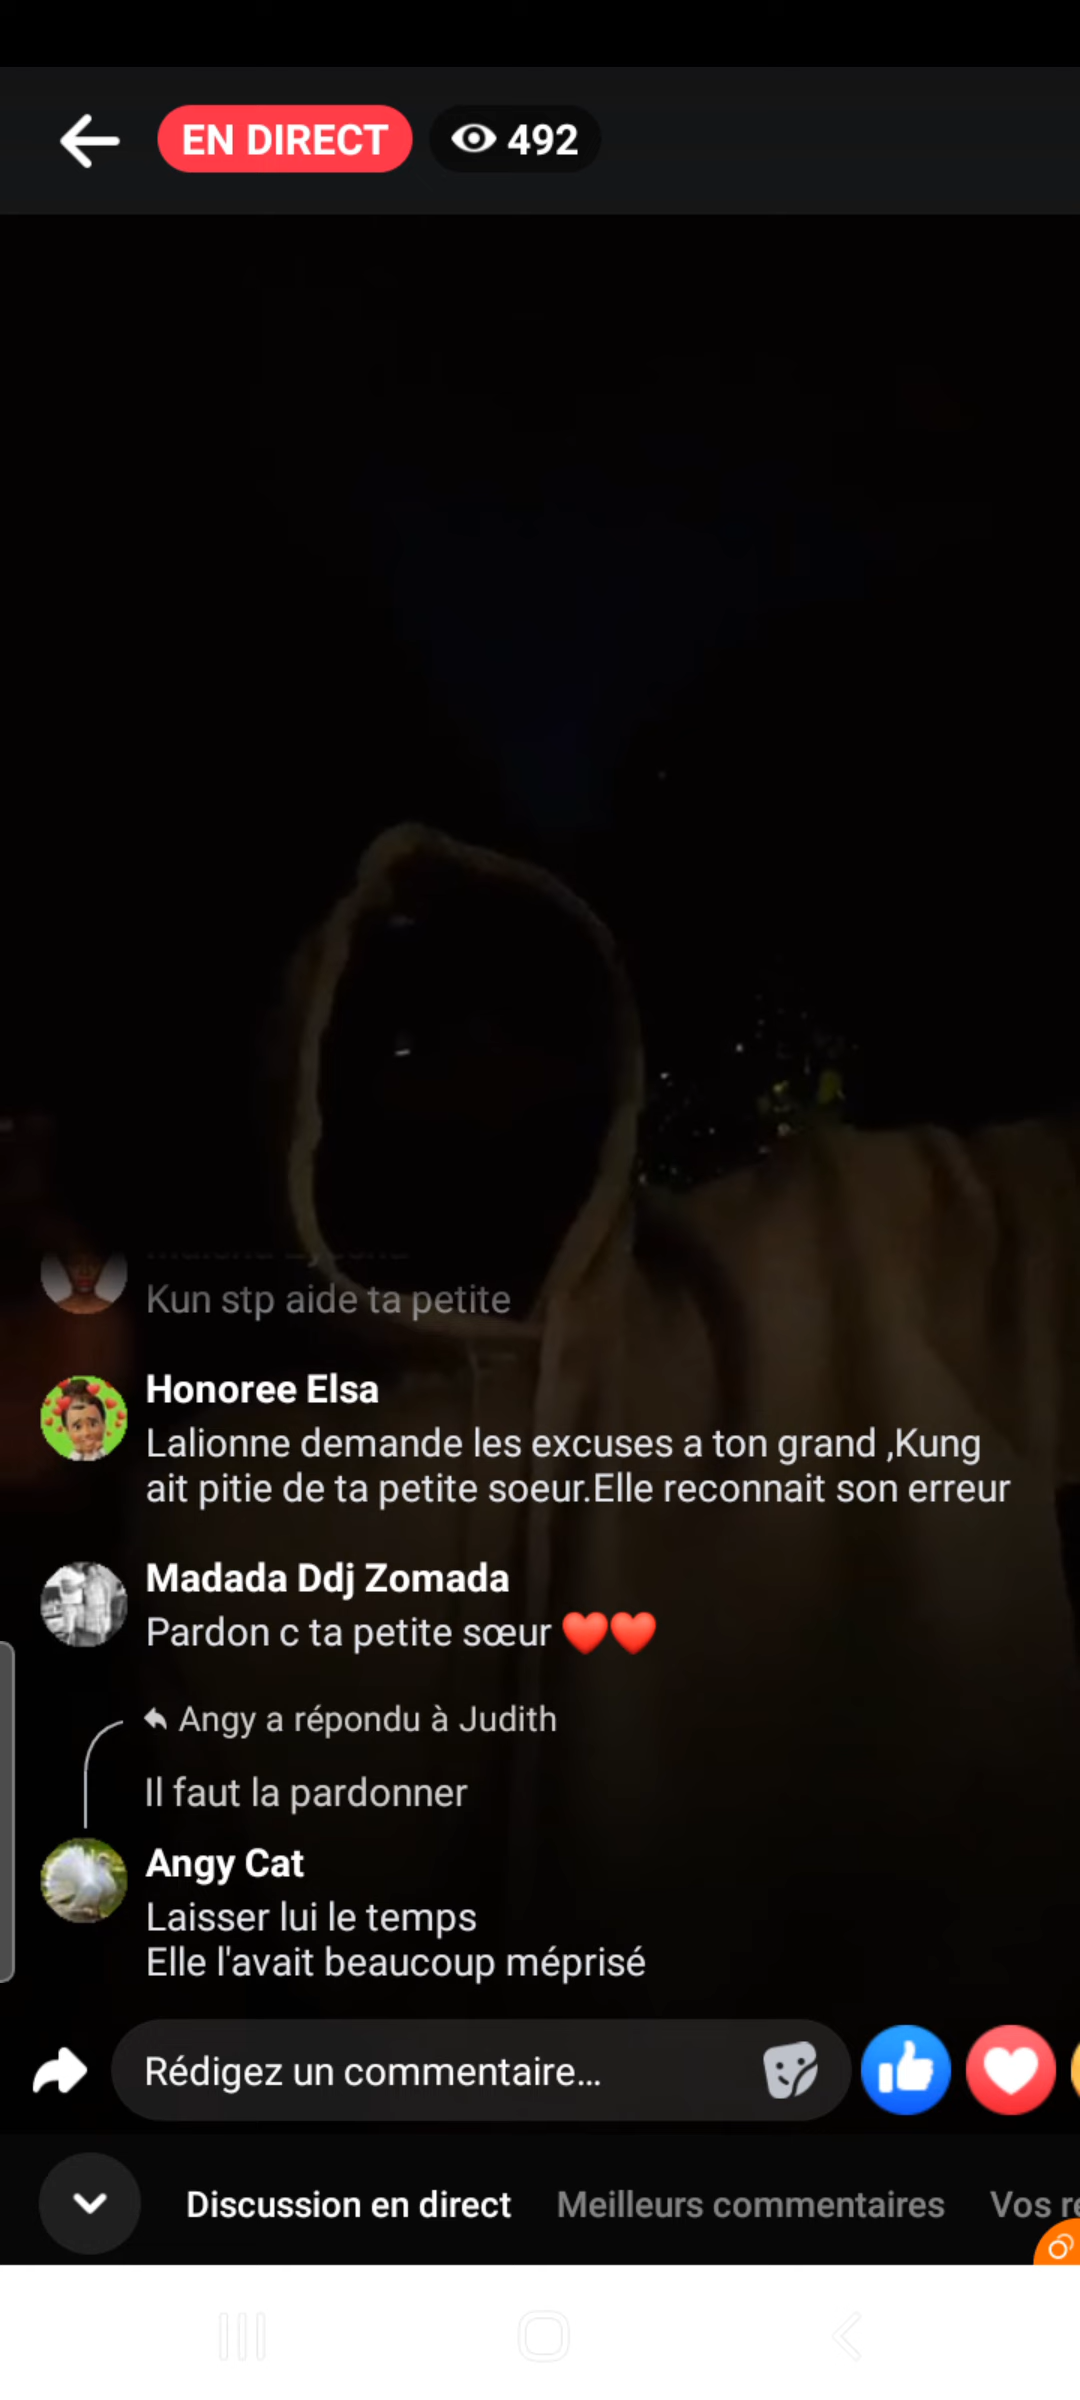 EN DIRECT
492
Kun stp aide ta petite
Honoree Elsa
Lalionne demande les excuses a ton grand ,Kung
ait pitie de ta petite soeur.Elle reconnait son erreur
Madada Ddj Zomada
Pardon c ta petite sœur ❤️❤️
Angy a répondu à Judith
Il faut la pardonner
Angy Cat
Laisser lui le temps
Elle l'avait beaucoup méprisé
Rédigez un commentaire...
Discussion en direct
Meilleurs commentaires
Vos